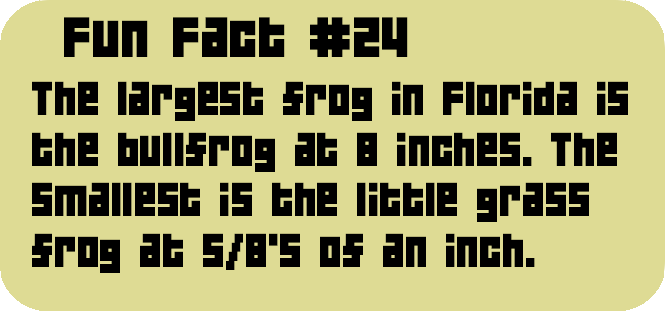 Fun Fact #24
The largest frog in Florida is
the bullfrog at 8 inches. The
smallest is the little grass
frog at 5/8's of an inch.